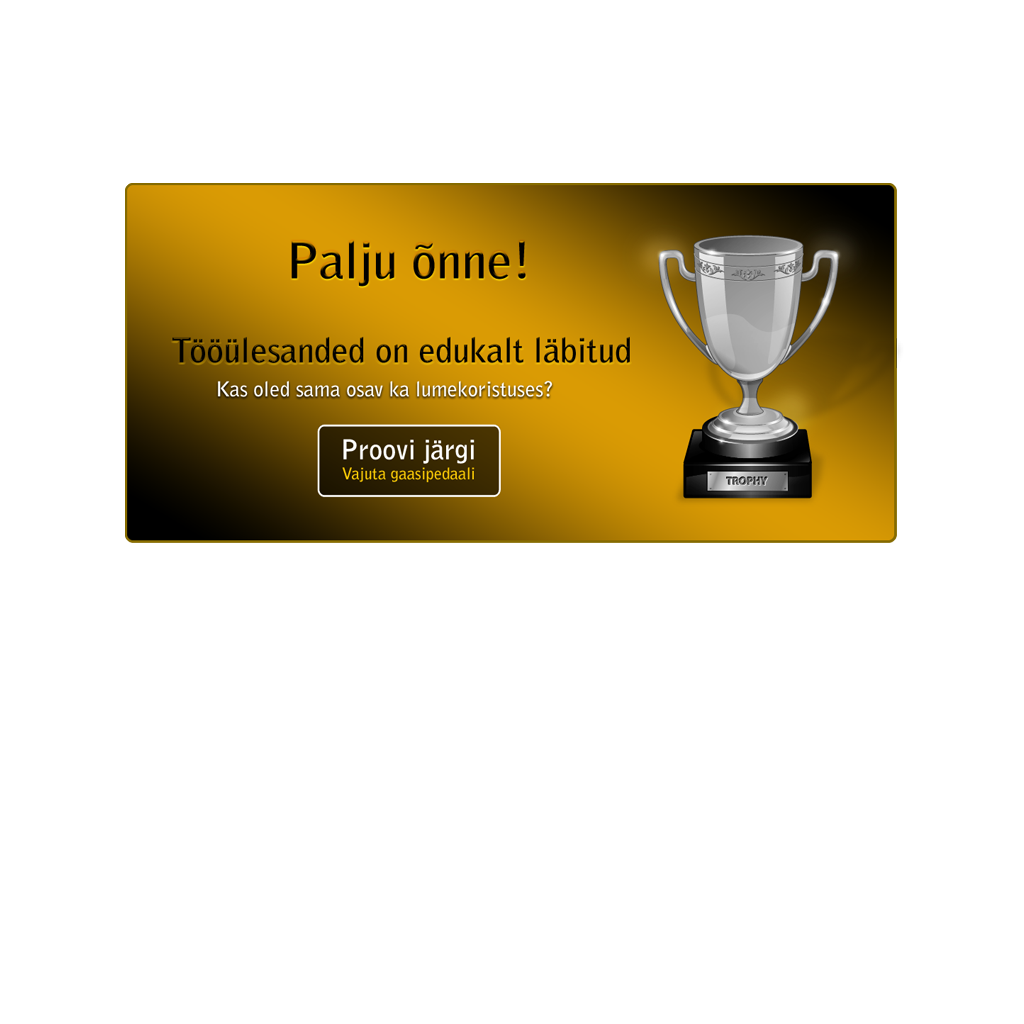 Palju õnne!
Tööülesanded on edukalt läbitud
Kas oled sama osav ka lumekoristuses?
Proovi järgi
Vajuta gaasipedaali
TROPHY